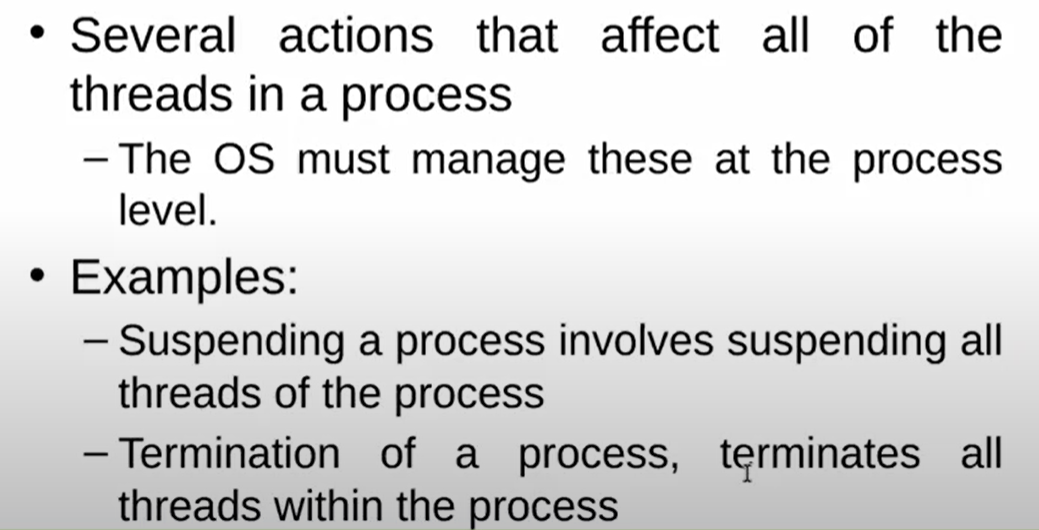 • Several actions that affect all of the
threads in a process
– The OS must manage these at the process
level.
• Examples:
– Suspending a process involves suspending all
threads of the process
– Termination of a process, terminates all
threads within the process